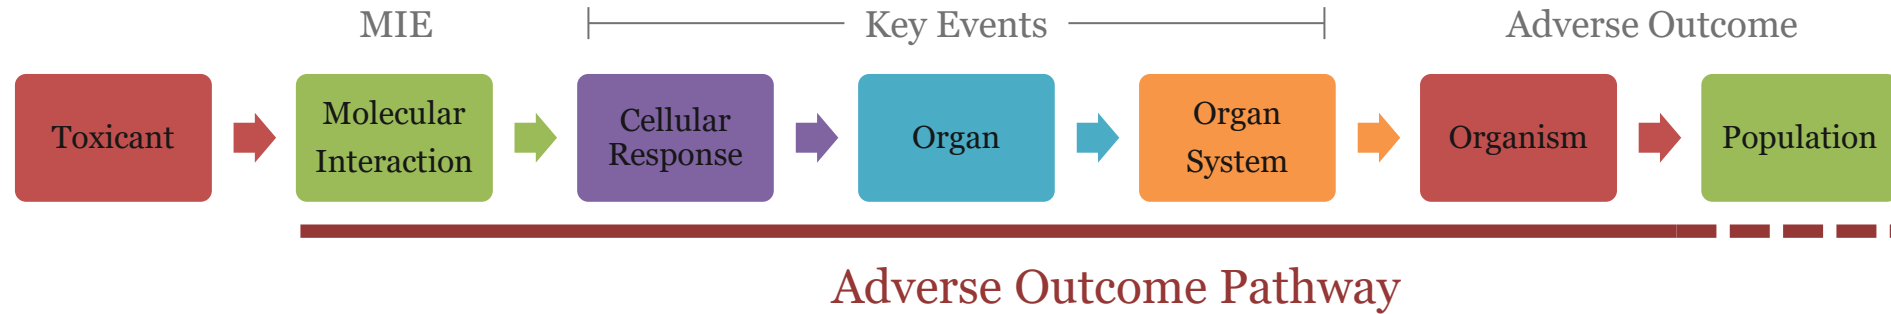 MIE
Key Events
Adverse Outcome
Toxicant
Molecular
Interaction
Cellular
Response
Organ
Organ
System
Organism
Population
Adverse Outcome Pathway